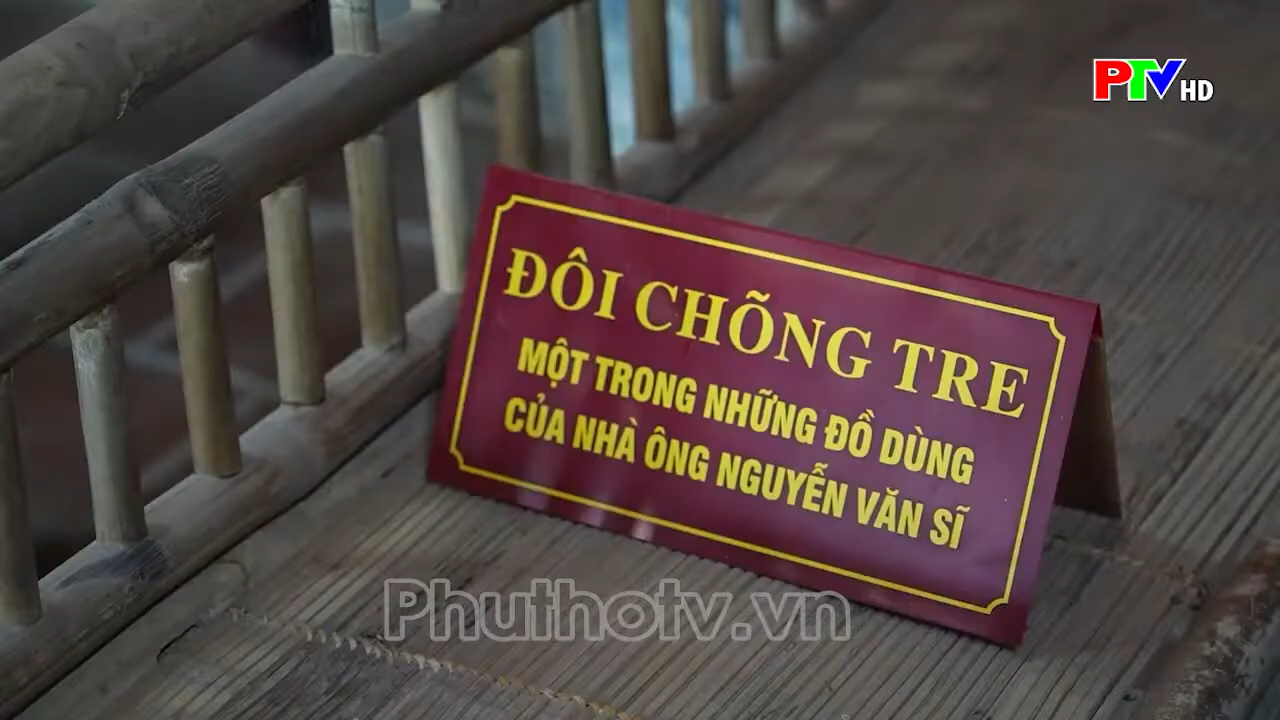 PTV HD
ĐÔI CHÕNG TRE
MỘT TRONG NHỮNG ĐỒ DÙNG
CỦA NHÀ ÔNG NGUYỄN VĂN SĨ
Phuthotv.vn